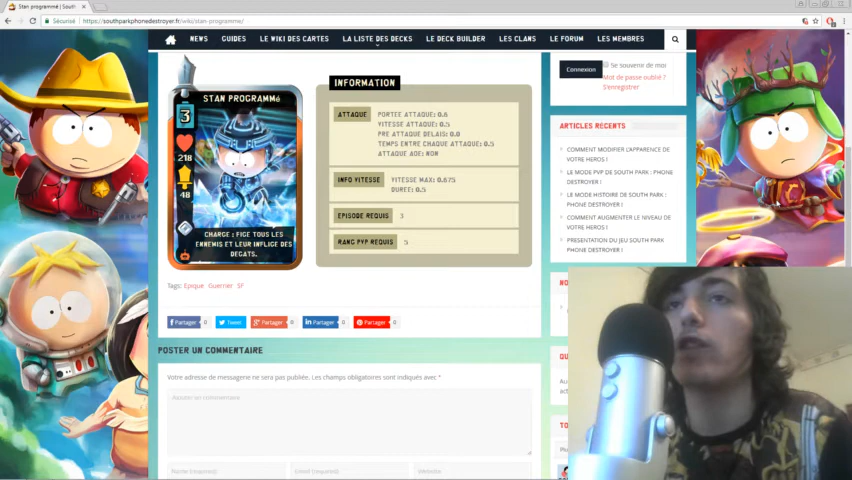 Stan programmé | South
Sécurisé
https://southparkphonedestroyer.fr/wiki/stan-programme/
NEWS GUIDES LE WIKI DES CARTES LA LISTE DES DECKS LE DECK BUILDER LES CLANS LE FORUM LES MEMBRES
STAN PROGRAMMé
3
218
48
CHARGE : FIGE TOUS LES
ENNEMIS ET LEUR INFLIGE DES
DEGATS.
INFORMATION
ATTAQUE
PORTEE ATTAQUE: 0.6
VITESSE ATTAQUE: 0.5
PRE ATTAQUE DELAIS: 0.0
TEMPS ENTRE CHAQUE ATTAQUE: 0.5
ATTAQUE AOE: NON
INFO VITESSE
VITESSE MAX: 0.675
DUREE: 0.5
EPISODE REQUIS 3
RANG PVP REQUIS 5
Tags: Epique Guerrier SF
Partager 0 Tweet Partager 0 Partager 0 Partager 0
POSTER UN COMMENTAIRE
Votre adresse de messagerie ne sera pas publiée. Les champs obligatoires sont indiqués avec *
Ajouter un commentaire
Name (required) Email (required) Website
Connexion
Se souvenir de moi
Mot de passe oublié ?
S'enregistrer
ARTICLES RECENTS
COMMENT MODIFIER L'APPARENCE DE
VOTRE HEROS !
LE MODE PVP DE SOUTH PARK : PHONE
DESTROYER !
LE MODE HISTOIRE DE SOUTH PARK :
PHONE DESTROYER !
COMMENT AUGMENTER LE NIVEAU DE
VOTRE HEROS !
PRESENTATION DU JEU SOUTH PARK
PHONE DESTROYER !